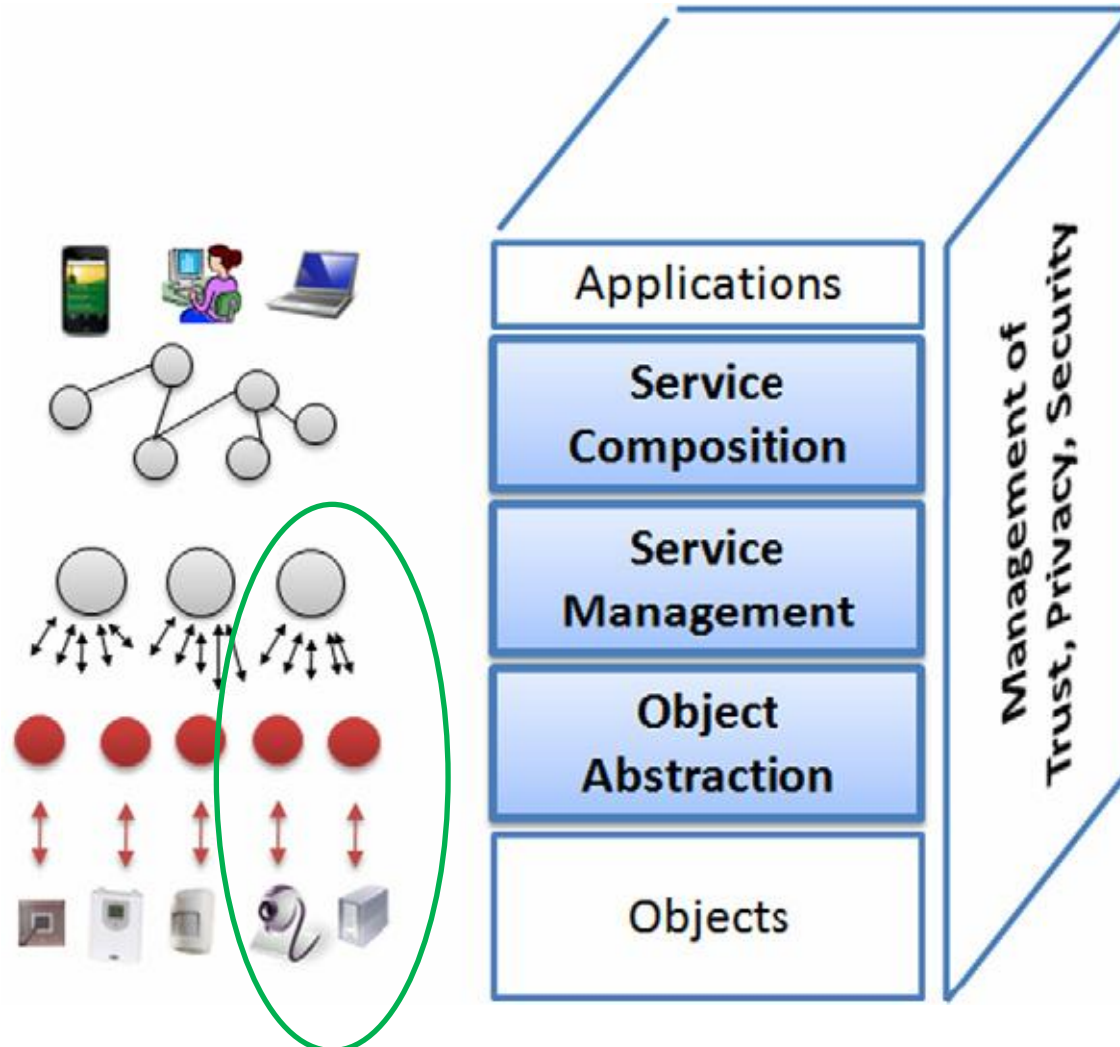 Applications
Service
Composition
Service
Management
Object
Abstraction
Objects
Management of
Trust, Privacy, Security